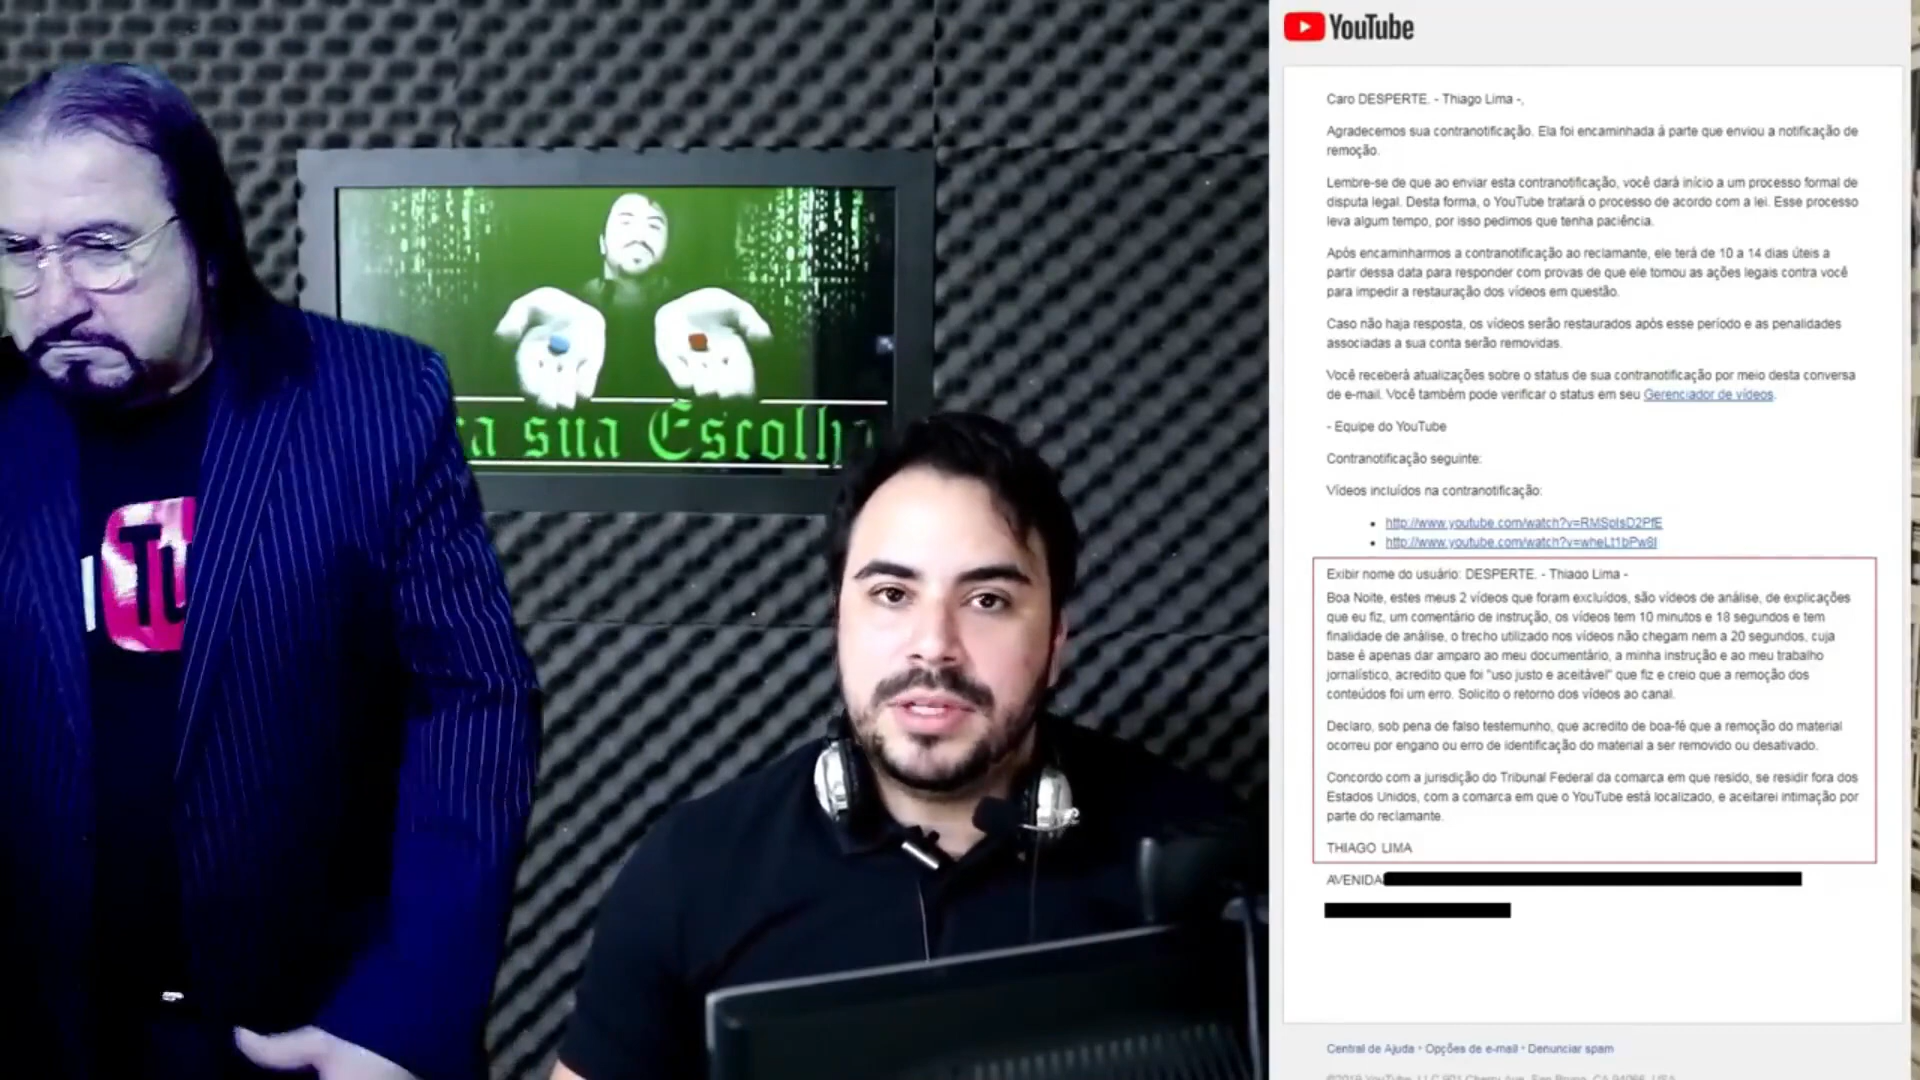 Tu
a sua Escolha
YouTube
Caro DESPERTE. - Thiago Lima -,
Agradecemos sua contranotificação. Ela foi encaminhada à parte que enviou a notificação de
remoção.
Lembre-se de que ao enviar esta contranotificação, você dará início a um processo formal de
disputa legal. Desta forma, o YouTube tratará o processo de acordo com a lei. Esse processo
leva algum tempo, por isso pedimos que tenha paciência.
Após encaminharmos a contranotificação ao reclamante, ele terá de 10 a 14 dias úteis a
partir dessa data para responder com provas de que ele tomou as ações legais contra você
para impedir a restauração dos vídeos em questão.
Caso não haja resposta, os vídeos serão restaurados após esse período e as penalidades
associadas a sua conta serão removidas.
Você receberá atualizações sobre o status de sua contranotificação por meio desta conversa
de e-mail. Você também pode verificar o status em seu Gerenciador de vídeos.
- Equipe do YouTube
Contranotificação seguinte:
Vídeos incluídos na contranotificação:
http://www.youtube.com/watch?v=RMSplsD2PfE
http://www.youtube.com/watch?v=wheLt1bPw8I
Exibir nome do usuário: DESPERTE. - Thiago Lima -
Boa Noite, estes meus 2 vídeos que foram excluídos, são vídeos de análise, de explicações
que eu fiz, um comentário de instrução, os vídeos tem 10 minutos e 18 segundos e tem
finalidade de análise, o trecho utilizado nos vídeos não chegam nem a 20 segundos, cuja
base é apenas dar amparo ao meu documentário, a minha instrução e ao meu trabalho
jornalístico, acredito que foi "uso justo e aceitável" que fiz e creio que a remoção dos
conteúdos foi um erro. Solicito o retorno dos vídeos ao canal.
Declaro, sob pena de falso testemunho, que acredito de boa-fé que a remoção do material
ocorreu por engano ou erro de identificação do material a ser removido ou desativado.
Concordo com a jurisdição do Tribunal Federal da comarca em que resido, se residir fora dos
Estados Unidos, com a comarca em que o YouTube está localizado, e aceitarei intimação por
parte do reclamante.
THIAGO LIMA
AVENIDA
Central de Ajuda • Opções de e-mail • Denunciar spam
©2019 YouTube, LLC 901 Cherry Ave, San Bruno, CA 94066, USA